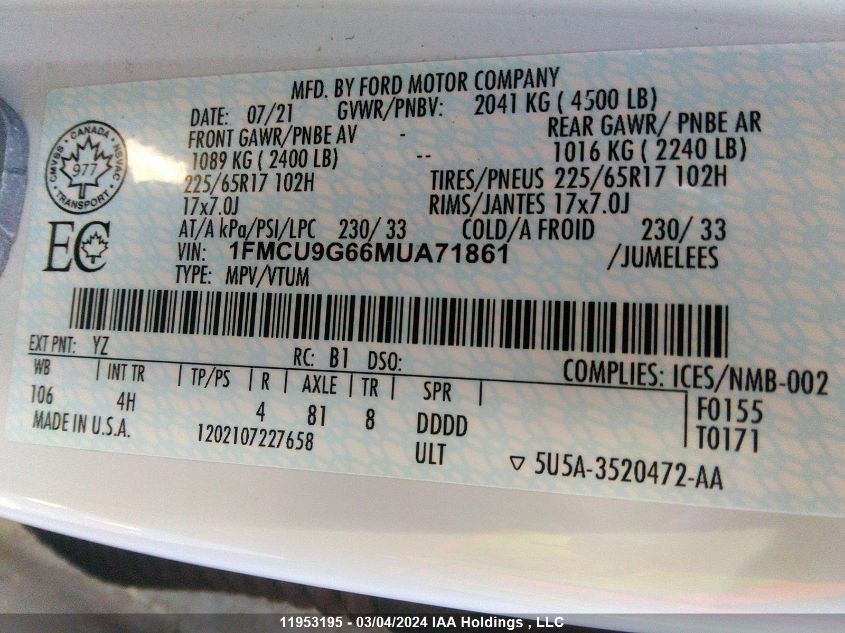 MFD. BY FORD MOTOR COMPANY
DATE: 07/21 GVWR/PNBV: 2041 KG ( 4500 LB)
FRONT GAWR/PNBE AV - REAR GAWR/ PNBE AR
1089 KG ( 2400 LB) -- 1016 KG ( 2240 LB)
225/65R17 102H TIRES/PNEUS 225/65R17 102H
17x7.0J RIMS/JANTES 17x7.0J
AT/A kPa/PSI/LPC 230/ 33 COLD/A FROID 230/ 33
VIN: 1FMCU9G66MUA71861 /JUMELEES
TYPE: MPV/VTUM
CANADA
CMVSS NSVAC
977
TRANSPORT
EC
EXT PNT: YZ RC: B1 DSO: COMPLIES: ICES/NMB-002
WB INT TR TP/PS R AXLE TR SPR F0155
106 4H 4 81 8 DDDD T0171
MADE IN U.S.A. 1202107227658 ULT 5U5A-3520472-AA
11953195 - 03/04/2024 IAA Holdings , LLC